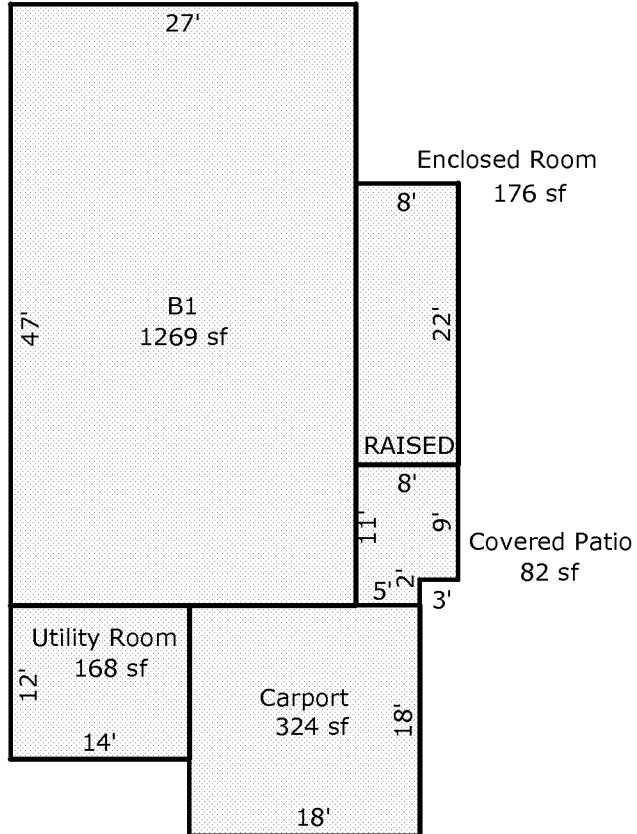 27'
Enclosed Room
176 sf
8'
47'
B1
1269 sf
22'
RAISED
8'
11'
9'
Covered Patio
82 sf
2'
5'
3'
Utility Room
168 sf
12'
14'
Carport
324 sf
18'
18'